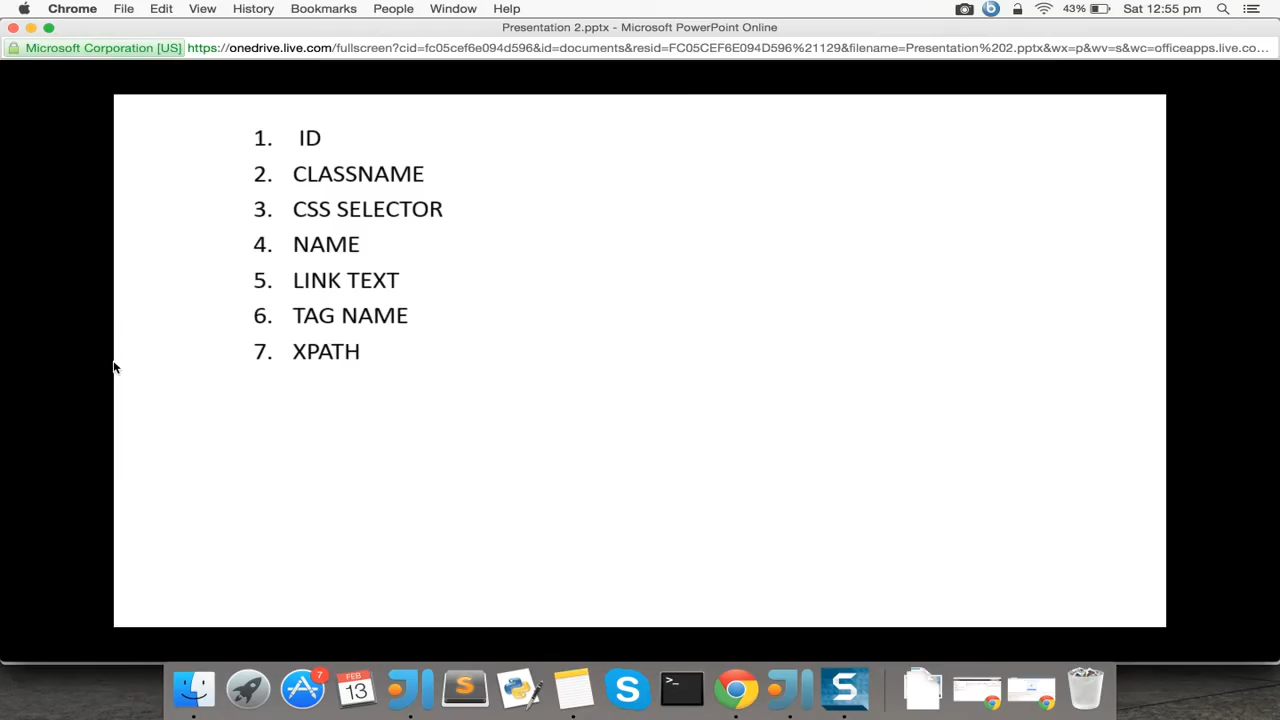 Chrome File Edit View History Bookmarks People Window Help 43% Sat 12:55 pm
Presentation 2.pptx - Microsoft PowerPoint Online
Microsoft Corporation [US] https://onedrive.live.com/fullscreen?cid=fc05cef6e094d596&id=documents&resid=FC05CEF6E094D596%21129&filename=Presentation%202.pptx&wx=p&wv=s&wc=officeapps.live.co...
1. ID
2. CLASSNAME
3. CSS SELECTOR
4. NAME
5. LINK TEXT
6. TAG NAME
7. XPATH
7
FEB
13